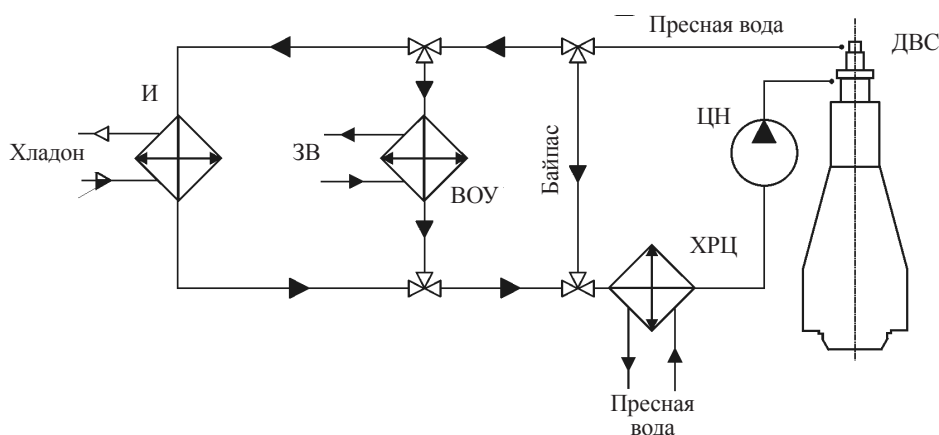 Пресная вода
ДВС
И
ЦН
Хладон
ЗВ
Байпас
ВОУ
ХРЦ
Пресная
вода